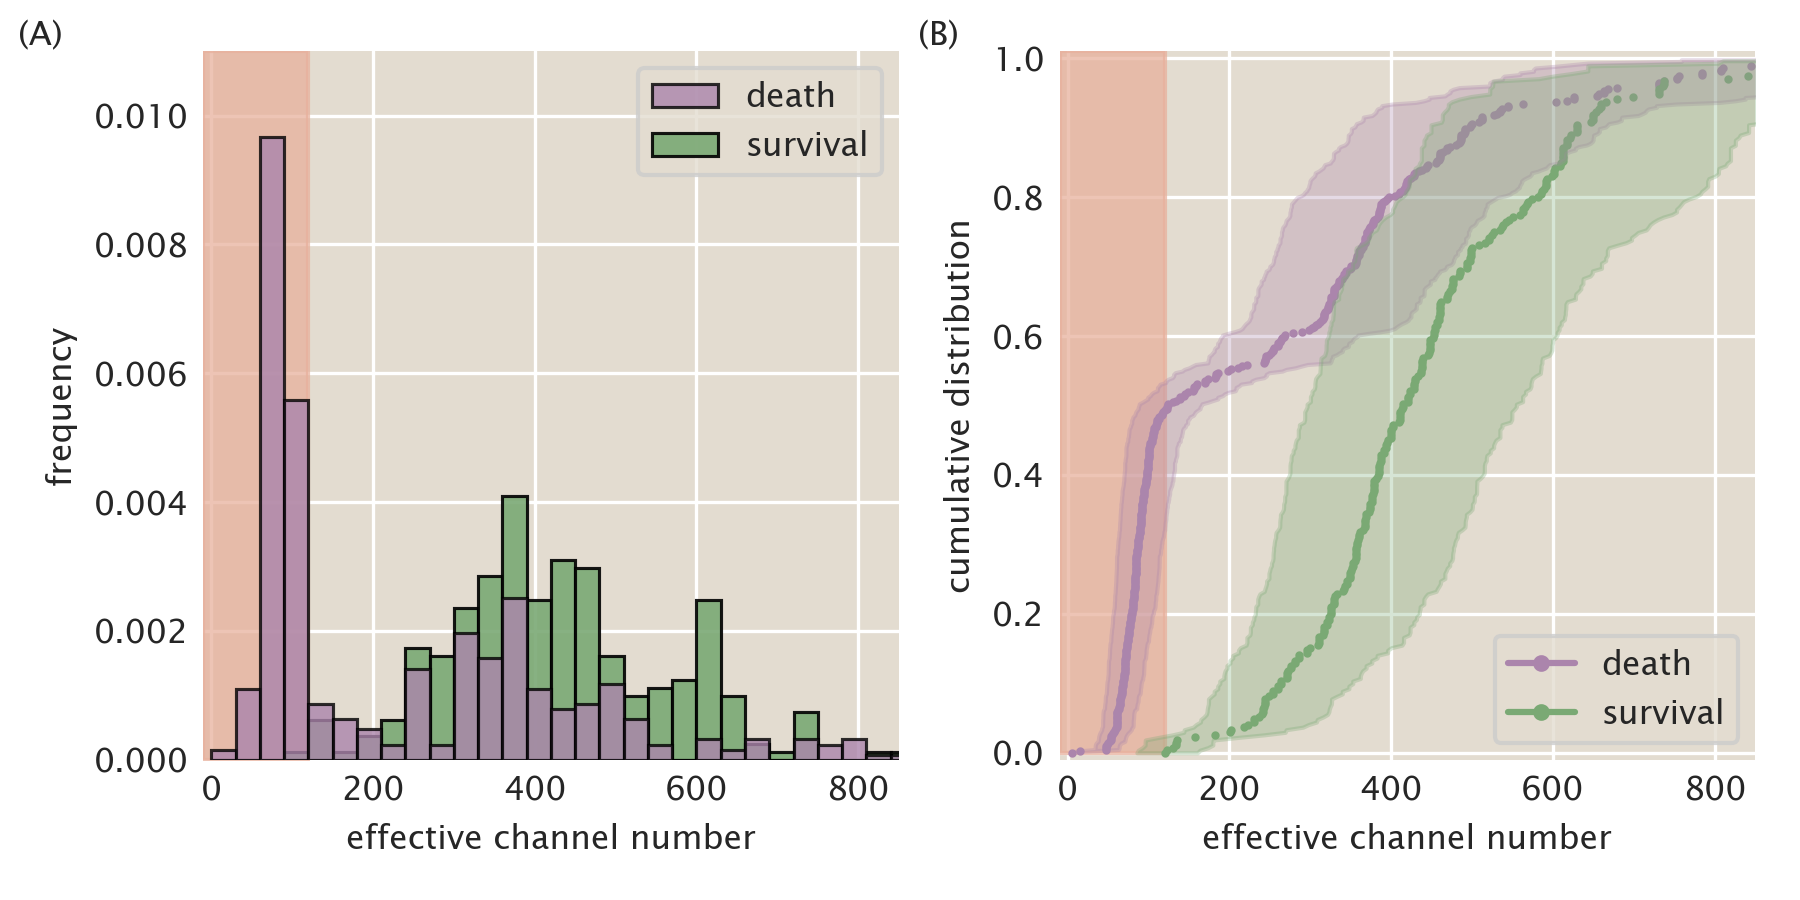 (A)
death
survival
0.010
0.008
0.006
0.004
0.002
0.000
frequency
0 200 400 600 800
effective channel number
(B)
1.0
0.8
0.6
0.4
0.2
0.0
cumulative distribution
death
survival
0 200 400 600 800
effective channel number